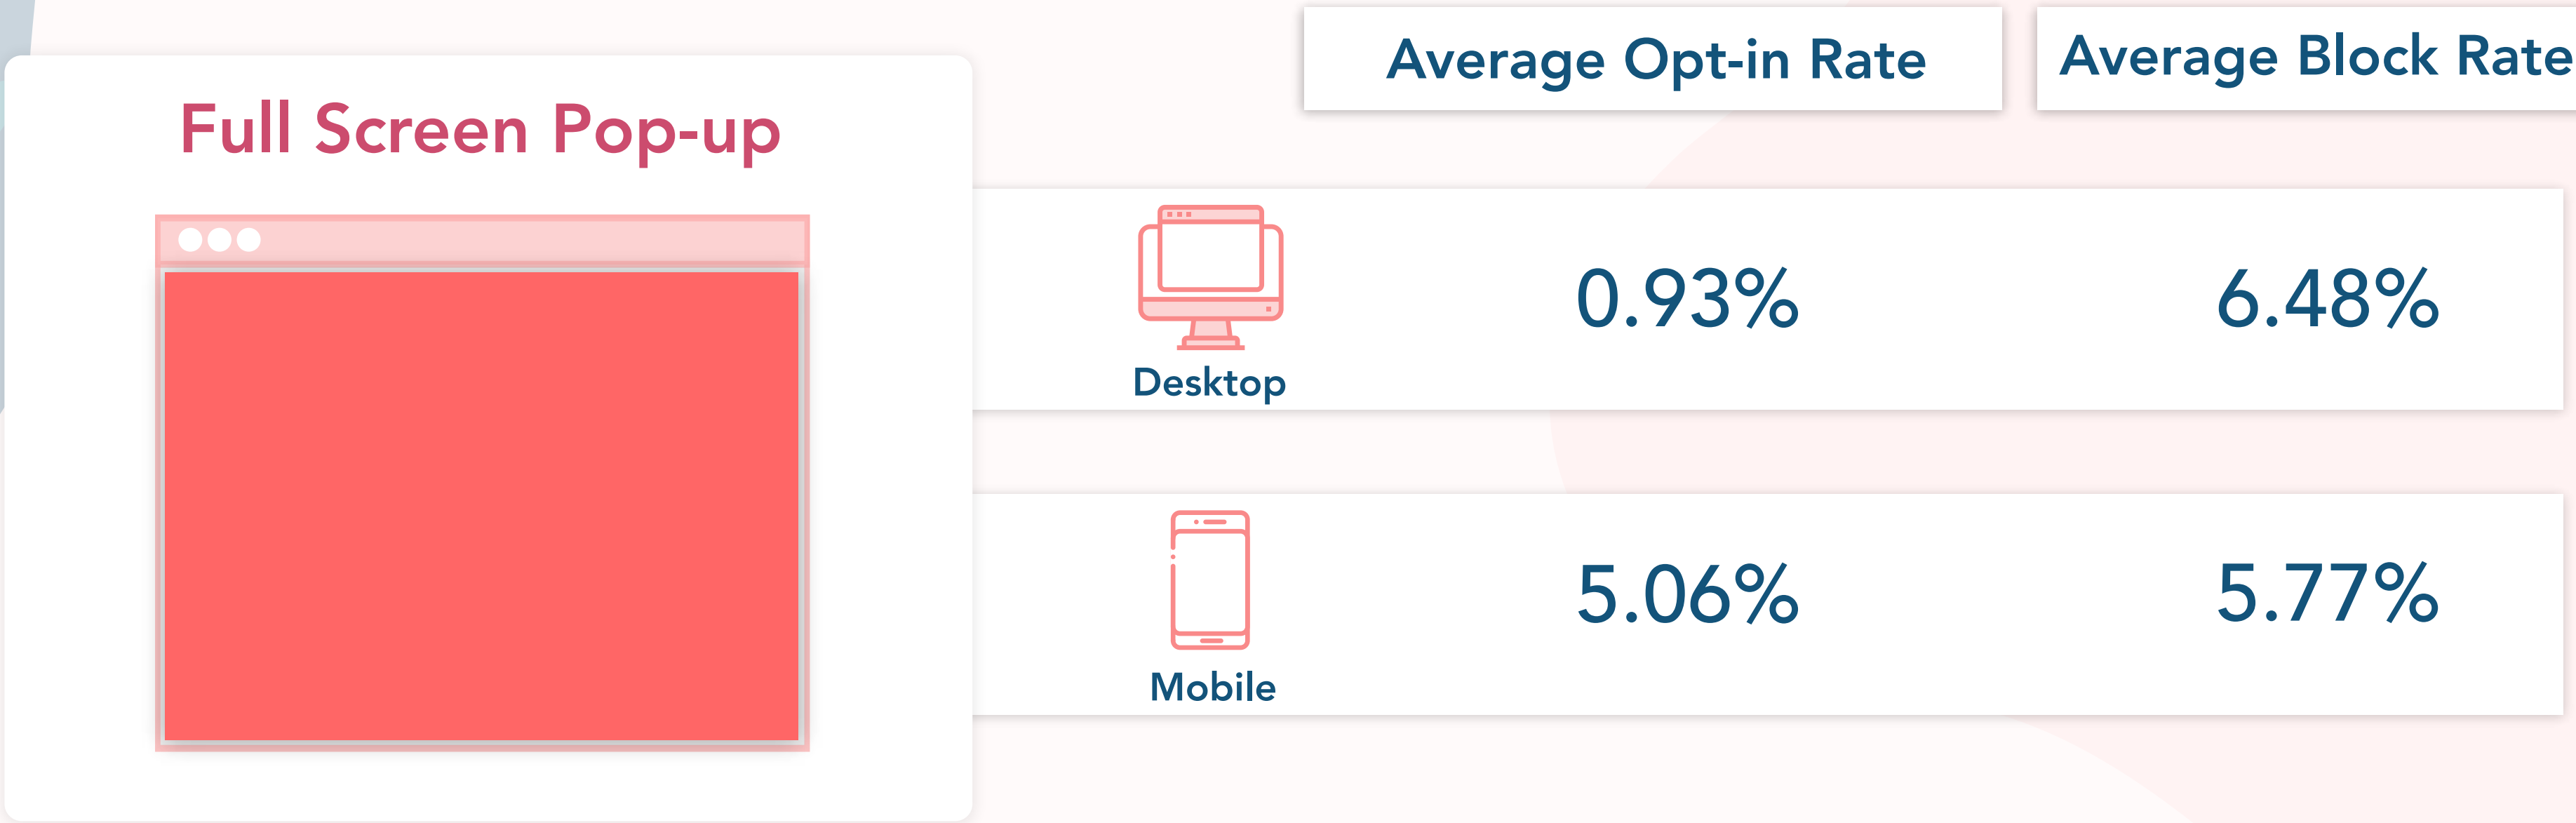 Average Opt-in Rate
Average Block Rate
Full Screen Pop-up
0.93%
6.48%
Desktop
5.06%
5.77%
Mobile